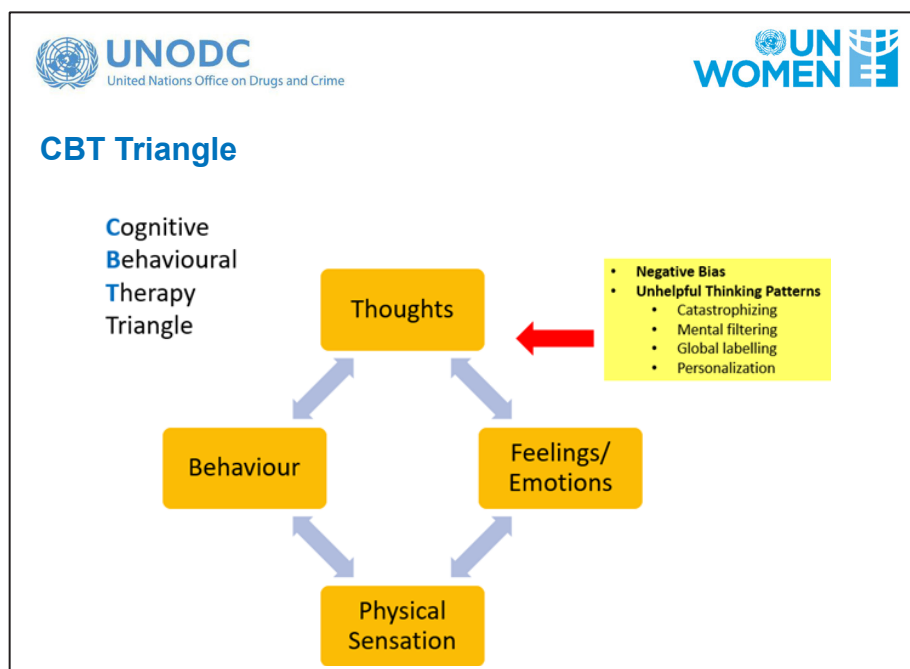 UNODC
United Nations Office on Drugs and Crime
UN
WOMEN
CBT Triangle
Cognitive
Behavioural
Therapy
Triangle
Thoughts
• Negative Bias
• Unhelpful Thinking Patterns
• Catastrophizing
• Mental filtering
• Global labelling
• Personalization
Behaviour
Feelings/
Emotions
Physical
Sensation